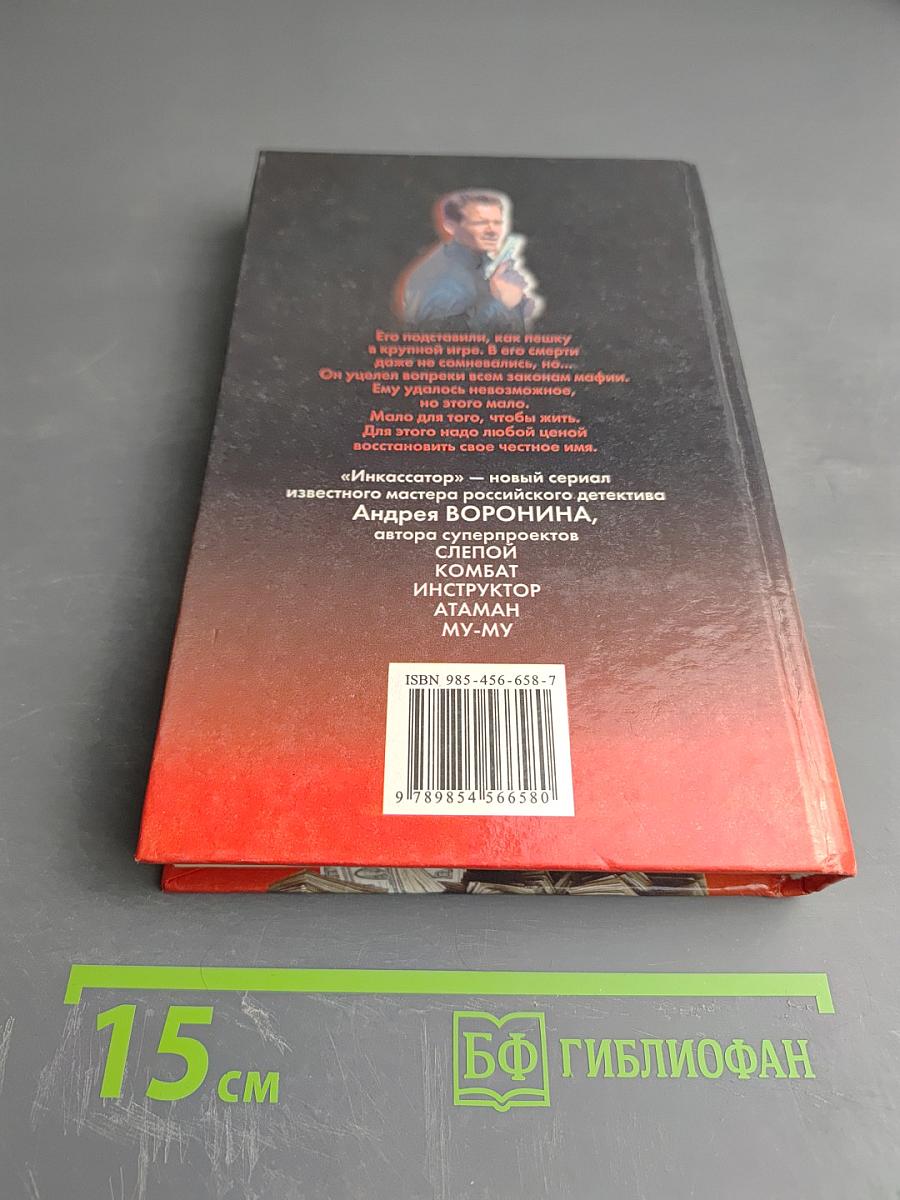 Его подставили, как пешку
в крупной игре. В его смерти
даже не сомневались, но...
Он уцелел вопреки всем законам мафии.
Ему удалось невозможное,
но этого мало.
Мало для того, чтобы жить.
Для этого надо любой ценой
восстановить свое честное имя.
«Инкассатор» — новый сериал
известного мастера российского детектива
Андрея ВОРОНИНА,
автора суперпроектов
СЛЕПОЙ
КОМБАТ
ИНСТРУКТОР
АТАМАН
МУ-МУ
ISBN 985-456-658-7
9 789854 566580
15 см
БФ ГИБЛИОФАН